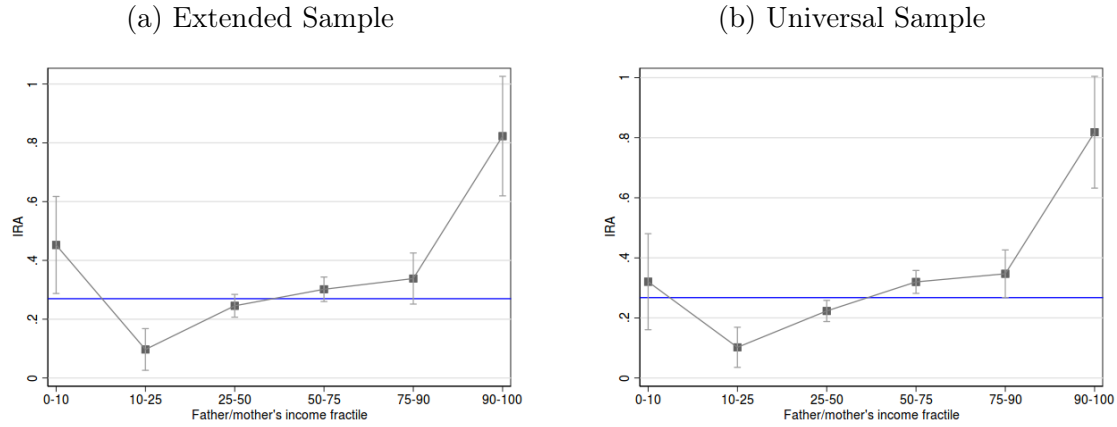 (a) Extended Sample
(b) Universal Sample
1
.8
.6
.4
.2
0
IRA
0-10 10-25 25-50 50-75 75-90 90-100
Father/mother's income fractile
1
.8
.6
.4
.2
0
IRA
0-10 10-25 25-50 50-75 75-90 90-100
Father/mother's income fractile